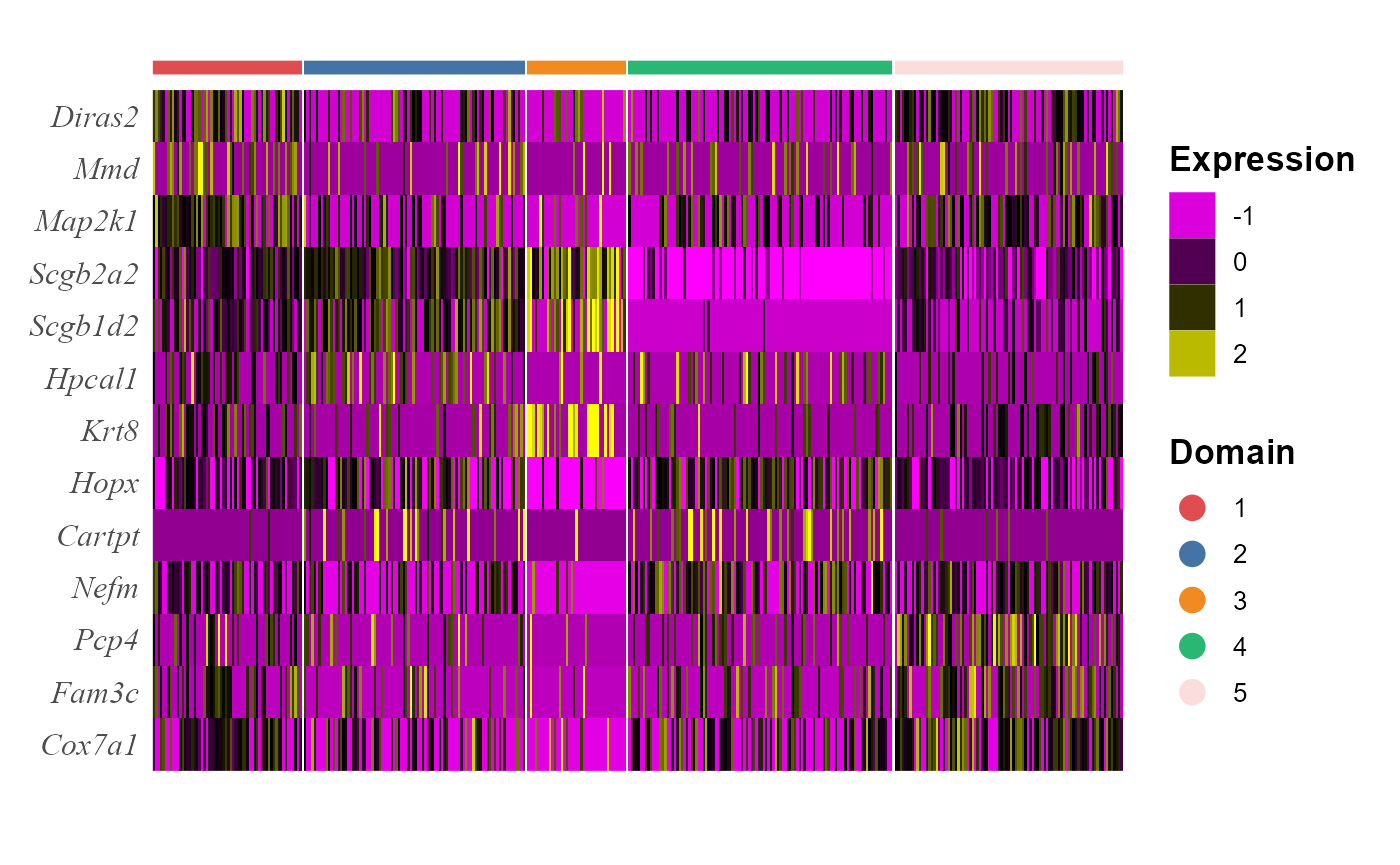 Diras2
Mmd
Map2k1
Scgb2a2
Scgb1d2
Hpcal1
Krt8
Hopx
Cartpt
Nefm
Pcp4
Fam3c
Cox7a1
Expression
-1
0
1
2
Domain
1
2
3
4
5